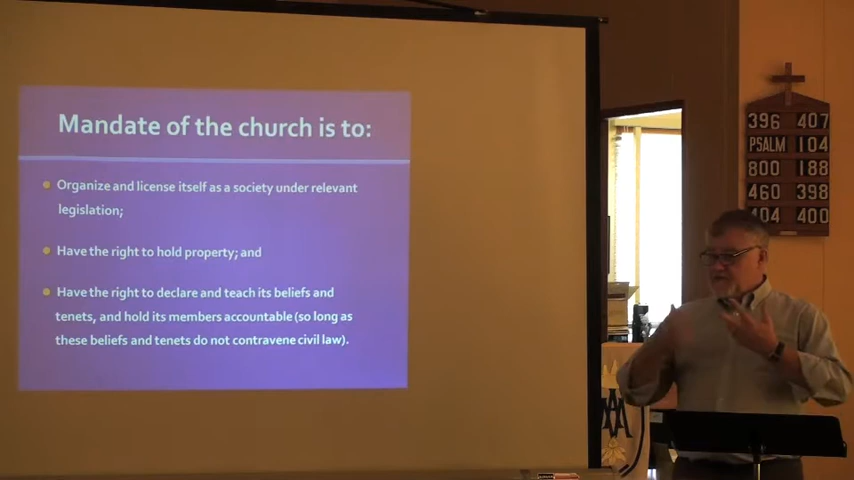 Mandate of the church is to:
Organize and license itself as a society under relevant
legislation;
Have the right to hold property; and
Have the right to declare and teach its beliefs and
tenets, and hold its members accountable (so long as
these beliefs and tenets do not contravene civil law).
396 407
PSALM 104
800 188
460 398
404 400